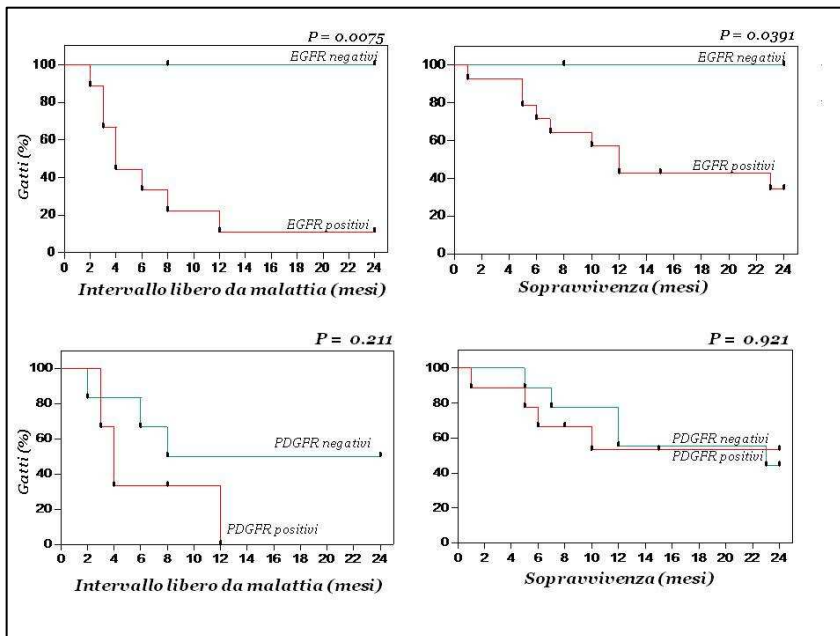 P = 0.0075
EGFR negativi
EGFR positivi
Gatti (%)
100
80
60
40
20
0
0 2 4 6 8 10 12 14 16 18 20 22 24
Intervallo libero da malattia (mesi)
P = 0.0391
EGFR negativi
EGFR positivi
100
80
60
40
20
0
0 2 4 6 8 10 12 14 16 18 20 22 24
Sopravvivenza (mesi)
P = 0.211
PDGFR negativi
PDGFR positivi
Gatti (%)
100
80
60
40
20
0
0 2 4 6 8 10 12 14 16 18 20 22 24
Intervallo libero da malattia (mesi)
P = 0.921
PDGFR negativi
PDGFR positivi
100
80
60
40
20
0
0 2 4 6 8 10 12 14 16 18 20 22 24
Sopravvivenza (mesi)